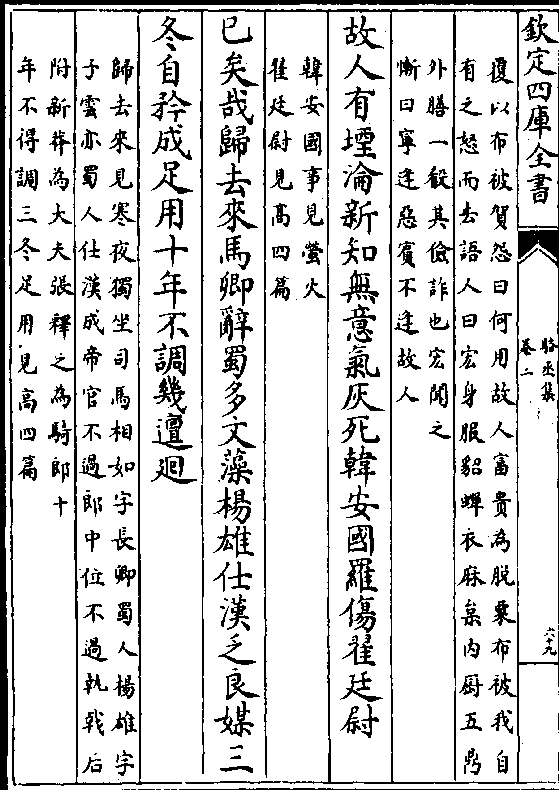 欽定四庫全書
駱丞集
卷二
六十九
覆以布被賀怨曰何用故人富貴為脫粟布被我自
有之怒而去語人曰宏身服貂蟬衣麻枲內厨五鼎
外膳一殽其儉詐也宏聞之
慚曰寧逢惡賓不逢故人
故人有堙淪新知無意氣灰死韓安國羅傷翟廷尉
韓安國事見螢火
翟廷尉見髙四篇
已矣哉歸去來馬卿辭蜀多文藻楊雄仕漢乏良媒三
冬自矜成足用十年不調幾邅迴
歸去來見寒夜獨坐司馬相如字長卿蜀人楊雄字
子雲亦蜀人仕漢成帝官不過郎中位不過執戟后
附新莽為大夫張釋之為騎郎十
年不得調三冬足用見高四篇